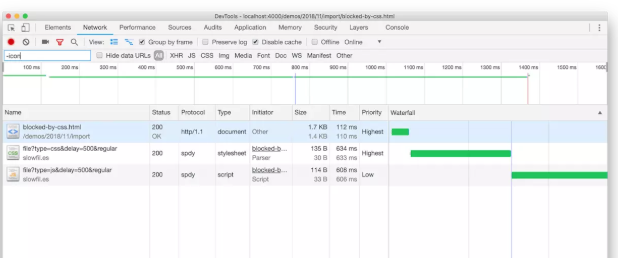 DevTools - localhost:4000/demos/2018/11/import/blocked-by-css.html
Elements Network Performance Sources Audits Application Memory Security Layers Console
View: Group by frame Preserve log Disable cache Offline Online
-icon Hide data URLs All XHR JS CSS Img Media Font Doc WS Manifest Other
100 ms 200 ms 300 ms 400 ms 500 ms 600 ms 700 ms 800 ms 900 ms 1000 ms 1100 ms 1200 ms 1300 ms 1400 ms 1500 ms
Name Status Protocol Type Initiator Size Time Priority Waterfall
blocked-by-css.html 200 http/1.1 document Other 1.7 KB 112 ms Highest
/demos/2018/11/import OK 1.4 KB 110 ms
file?type=css&delay=500&regular 200 spdy stylesheet blocked-b... 135 B 634 ms Highest
slowfil.es Parser 30 B 633 ms
file?type=js&delay=500&regular 200 spdy script blocked-b... 114 B 608 ms Low
slowfil.es Script 33 B 606 ms